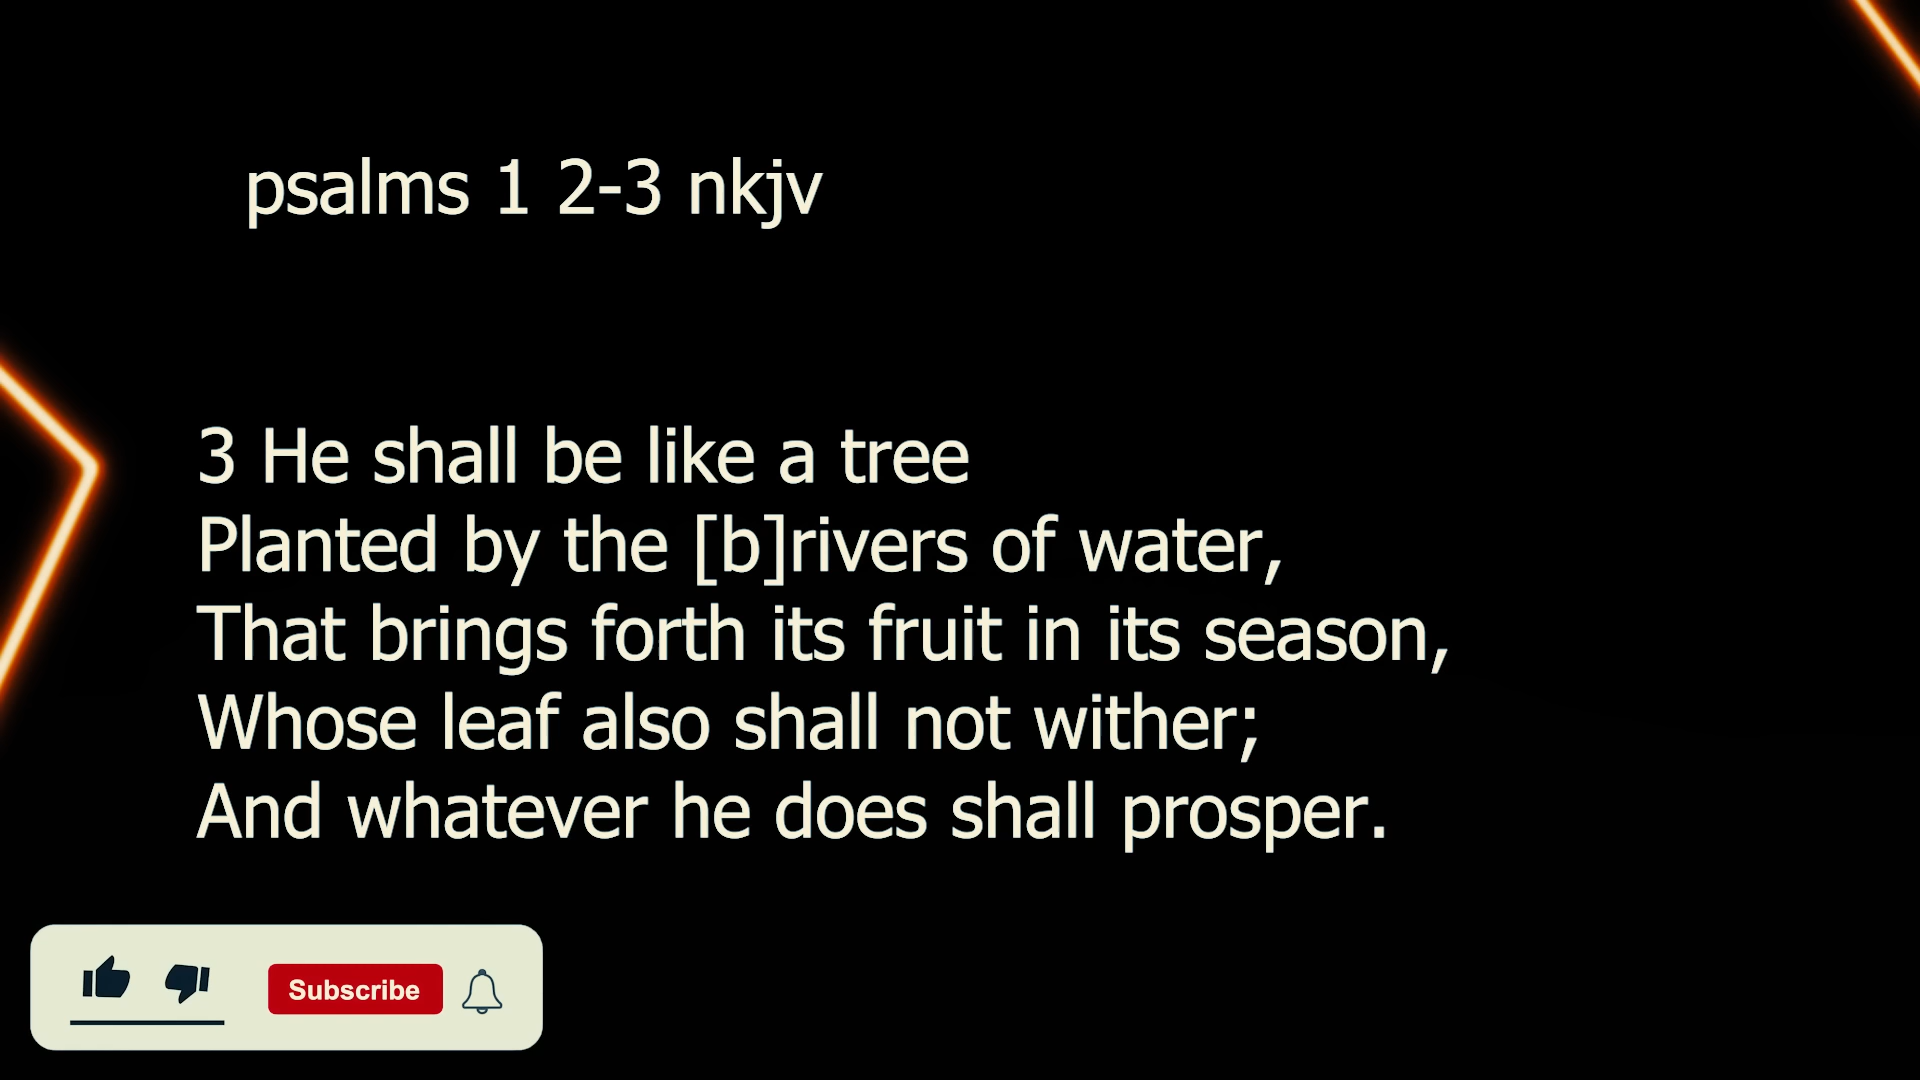 psalms 1 2-3 nkjv
3 He shall be like a tree
Planted by the [b]rivers of water,
That brings forth its fruit in its season,
Whose leaf also shall not wither;
And whatever he does shall prosper.
Subscribe